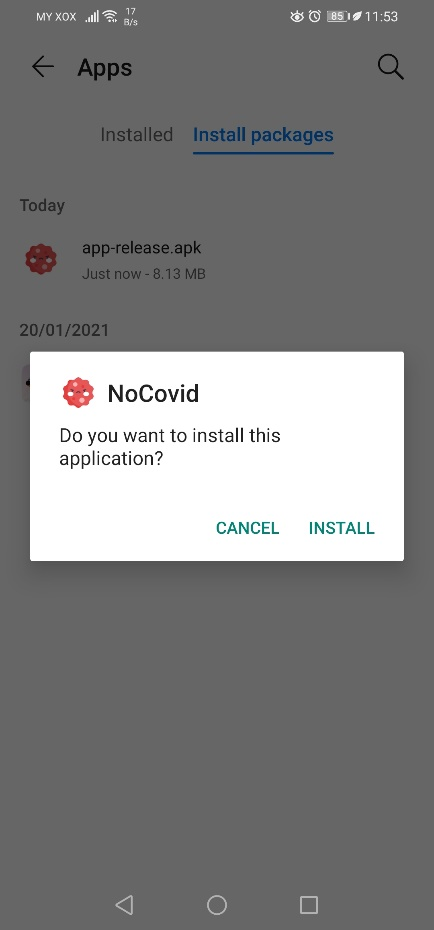 MY XOX 17 B/s 85 11:53
Apps
Installed Install packages
Today
app-release.apk
Just now - 8.13 MB
20/01/2021
NoCovid
Do you want to install this
application?
CANCEL INSTALL